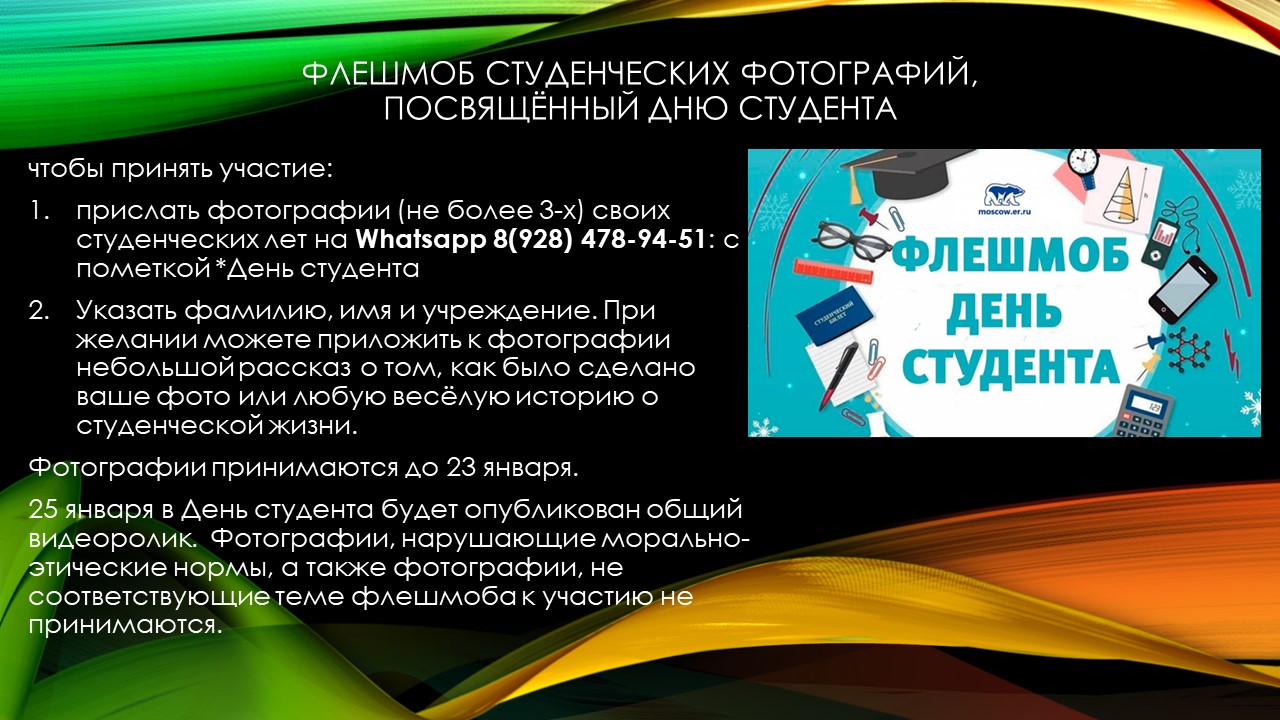 ФЛЕШМОБ СТУДЕНЧЕСКИХ ФОТОГРАФИЙ,
ПОСВЯЩЁННЫЙ ДНЮ СТУДЕНТА
чтобы принять участие:
1. прислать фотографии (не более 3-х) своих
студенческих лет на Whatsapp 8(928) 478-94-51: с
пометкой *День студента
2. Указать фамилию, имя и учреждение. При
желании можете приложить к фотографии
небольшой рассказ о том, как было сделано
ваше фото или любую весёлую историю о
студенческой жизни.
Фотографии принимаются до 23 января.
25 января в День студента будет опубликован общий
видеоролик. Фотографии, нарушающие морально-
этические нормы, а также фотографии, не
соответствующие теме флешмоба к участию не
принимаются.
moscow.er.ru
ФЛЕШМОБ
ДЕНЬ
СТУДЕНТА
СТУДЕНЧЕСКИЙ
БИЛЕТ
123